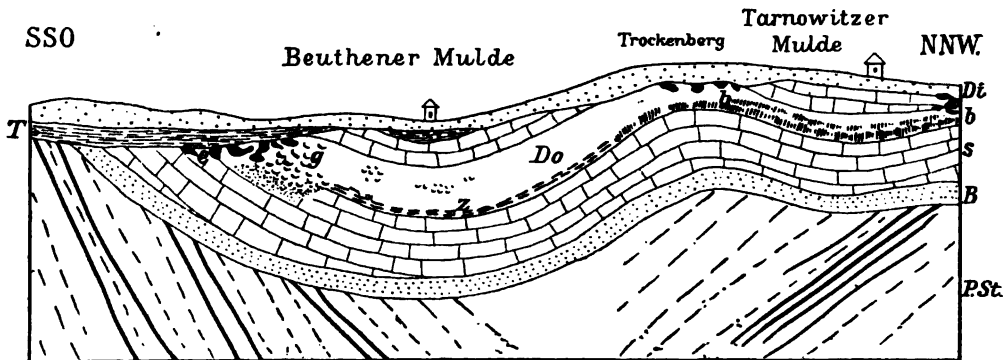 SSO
Beuthener Mulde
Trockenberg
Tarnowitzer
Mulde
NNW.
Dt
T
b
b
e
g
Do
s
z
B
P.St.